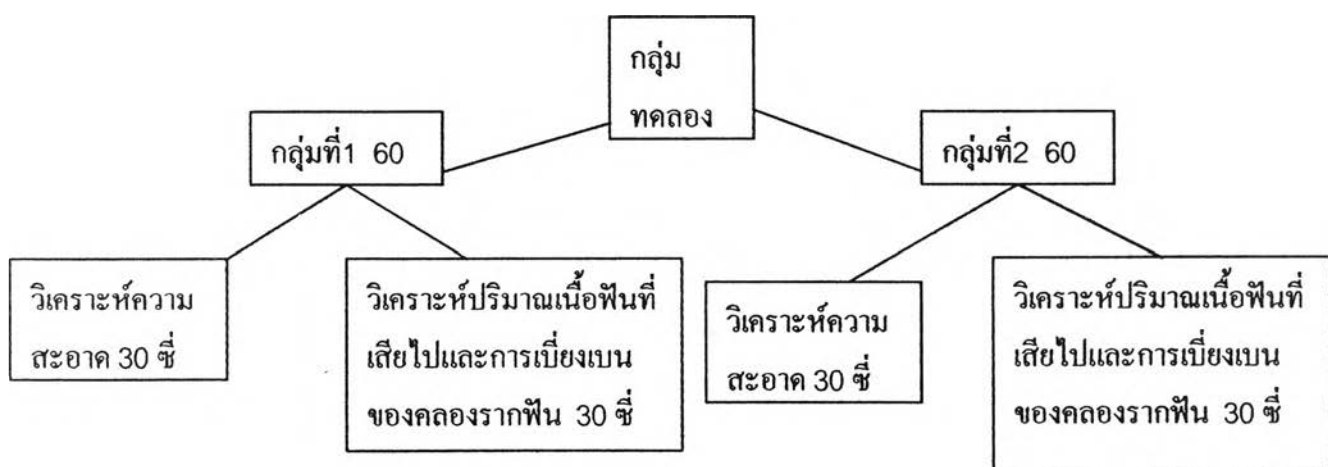 กลุ่ม
ทคลอง
กลุ่มที่1 60
กลุ่มที่2 60
วิเคราะห์ความ
สะอาด 30 ซี่
วิเคราะห์ปริมาณเนื้อฟันที่
เสียไปและการเบี่ยงเบน
ของคลองรากฟัน 30 ซี่
วิเคราะห์ความ
สะอาด 30 ซี่
วิเคราะห์ปริมาณเนื้อฟันที่
เสียไปและการเบี่ยงเบน
ของคลองรากฟัน 30 ซี่